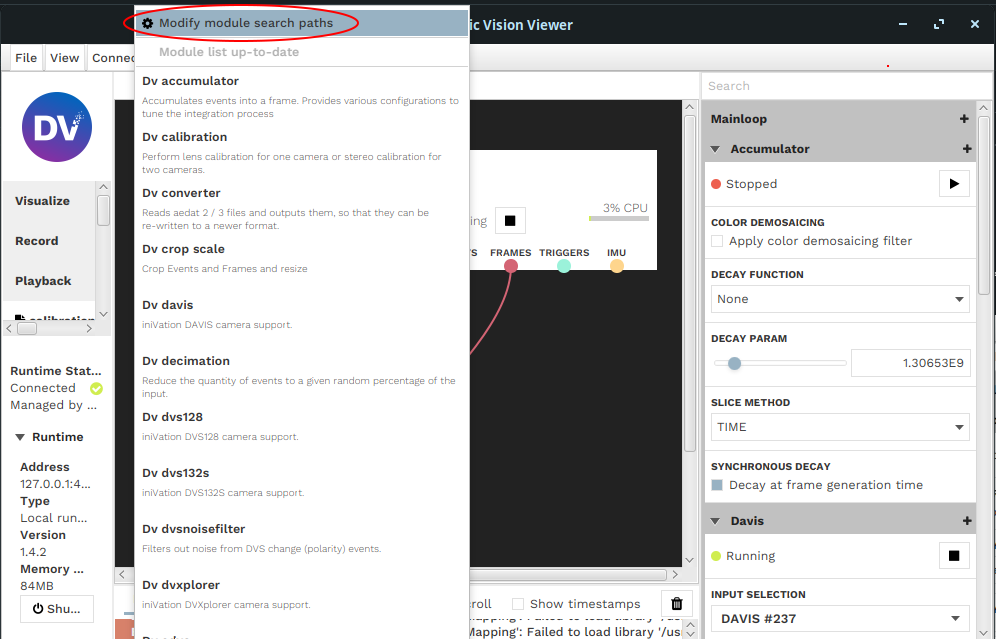 Modify module search paths
ic Vision Viewer
Module list up-to-date
File View Connec
DV
Visualize
Record
Playback
Runtime Stat...
Connected
Managed by ...
Runtime
Address
127.0.0.1:4...
Type
Local run...
Version
1.4.2
Memory ...
84MB
Shu...
Dv accumulator
Accumulates events into a frame. Provides various configurations to
tune the integration process
Dv calibration
Perform lens calibration for one camera or stereo calibration for
two cameras.
Dv converter
Reads aedat 2 / 3 files and outputs them, so that they can be
re-written to a newer format.
Dv crop scale
Crop Events and Frames and resize
Dv davis
iniVation DAVIS camera support.
Dv decimation
Reduce the quantity of events to a given random percentage of the
input.
Dv dvs128
iniVation DVS128 camera support.
Dv dvs132s
iniVation DVS132S camera support.
Dv dvsnoisefilter
Filters out noise from DVS change (polarity) events.
Dv dvxplorer
iniVation DVXplorer camera support.
ing
3% CPU
S FRAMES TRIGGERS IMU
roll Show timestamps
apping': Failed to load library '/us
Mapping': Failed to load library '/us
Search
Mainloop +
Accumulator +
Stopped
COLOR DEMOSAICING
Apply color demosaicing filter
DECAY FUNCTION
None
DECAY PARAM
1.30653E9
SLICE METHOD
TIME
SYNCHRONOUS DECAY
Decay at frame generation time
Davis +
Running
INPUT SELECTION
DAVIS #237